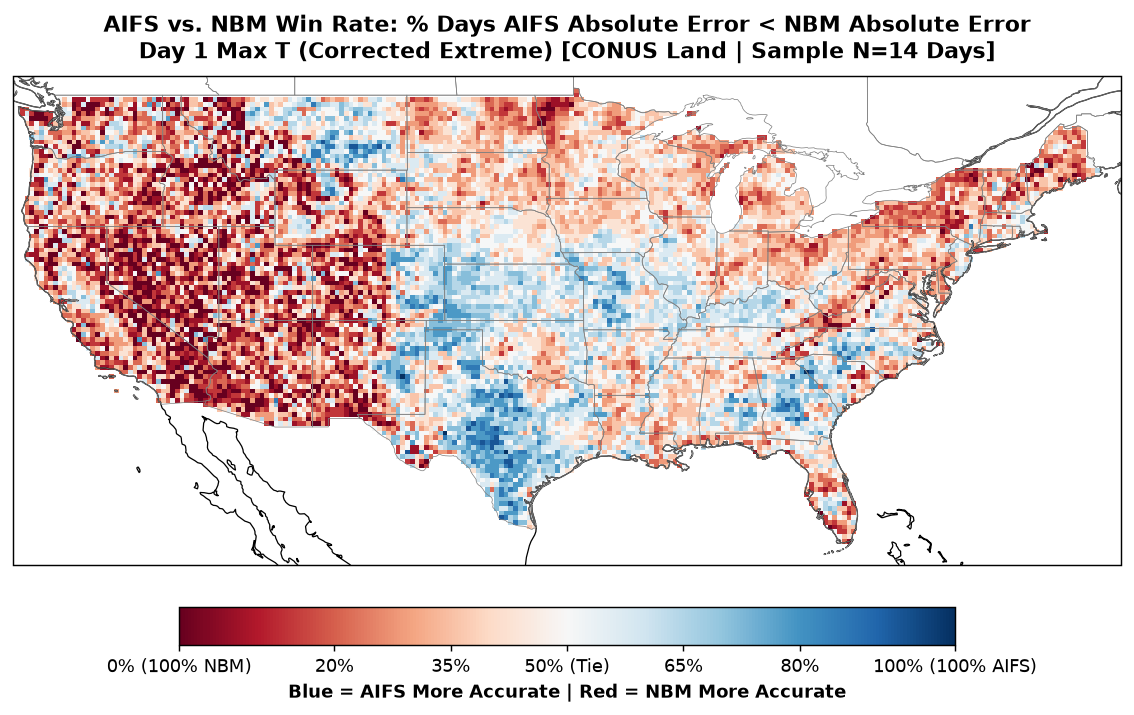 AIFS vs. NBM Win Rate: % Days AIFS Absolute Error < NBM Absolute Error
Day 1 Max T (Corrected Extreme) [CONUS Land | Sample N=14 Days]
0% (100% NBM) 20% 35% 50% (Tie) 65% 80% 100% (100% AIFS)
Blue = AIFS More Accurate | Red = NBM More Accurate